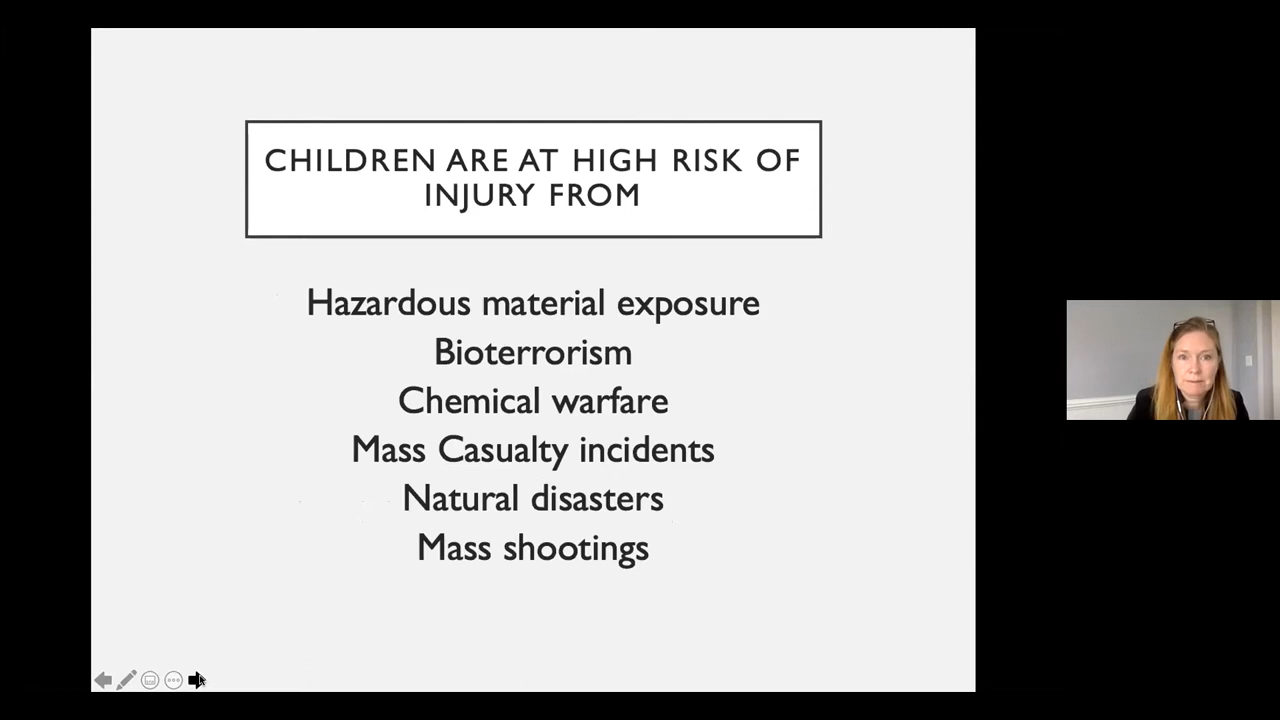 CHILDREN ARE AT HIGH RISK OF
INJURY FROM
Hazardous material exposure
Bioterrorism
Chemical warfare
Mass Casualty incidents
Natural disasters
Mass shootings